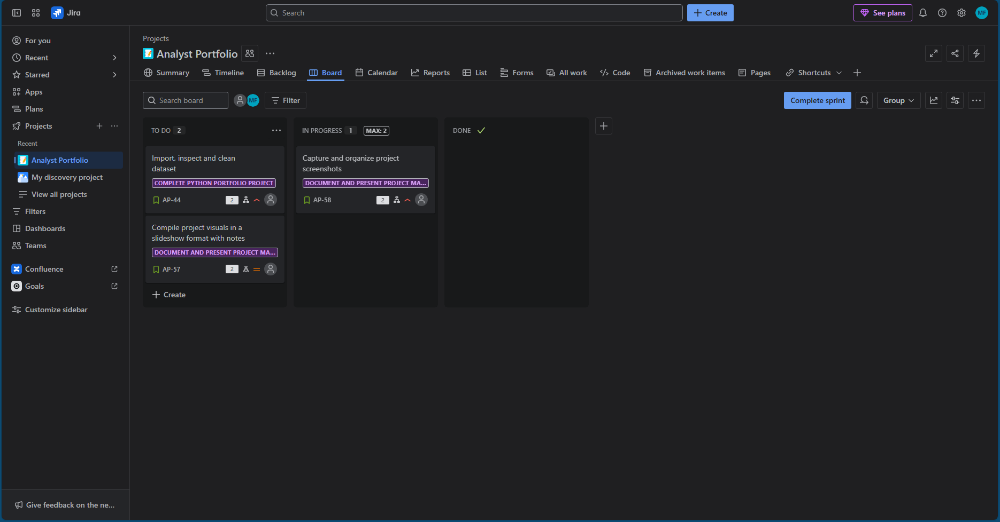 Jira
Search
Create
See plans
MF
For you
Recent
Starred
Apps
Plans
Projects
Recent
Analyst Portfolio
My discovery project
View all projects
Filters
Dashboards
Teams
Confluence
Goals
Customize sidebar
Give feedback on the ne...
Projects
Analyst Portfolio
Summary
Timeline
Backlog
Board
Calendar
Reports
List
Forms
All work
Code
Archived work items
Pages
Shortcuts
Search board
MF
Filter
Complete sprint
Group
TO DO 2
Import, inspect and clean
dataset
COMPLETE PYTHON PORTFOLIO PROJECT
AP-44
2
Compile project visuals in a
slideshow format with notes
DOCUMENT AND PRESENT PROJECT MA...
AP-57
2
Create
IN PROGRESS 1 MAX: 2
Capture and organize project
screenshots
DOCUMENT AND PRESENT PROJECT MA...
AP-58
2
DONE